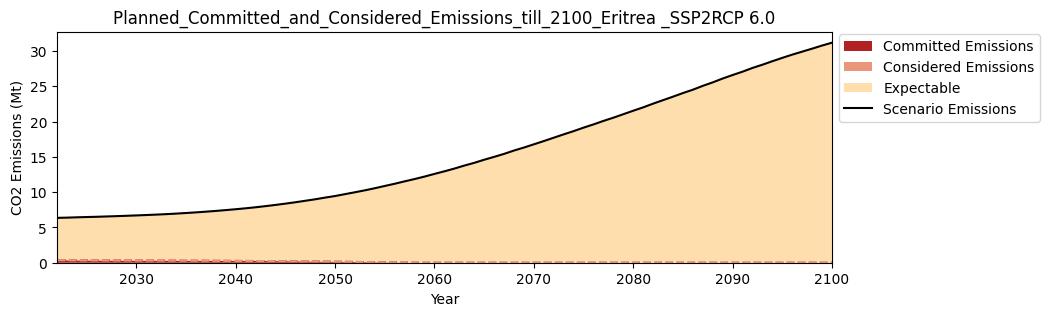 Planned_Committed_and_Considered_Emissions_till_2100_Eritrea _SSP2RCP 6.0
CO2 Emissions (Mt)
30
25
20
15
10
5
0
2030 2040 2050 2060 2070 2080 2090 2100
Year
Committed Emissions
Considered Emissions
Expectable
Scenario Emissions